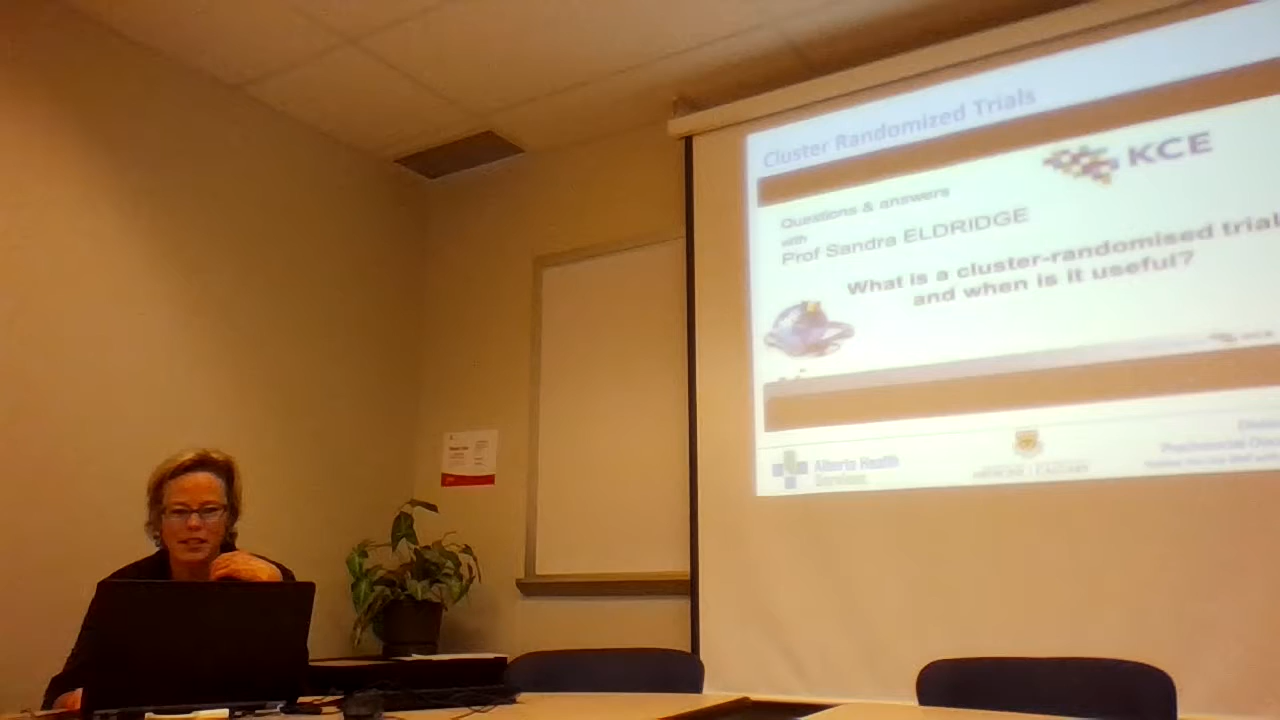 Cluster Randomized Trials
KCE
Questions & answers
with
Prof Sandra ELDRIDGE
What is a cluster-randomised trial
and when is it useful?
KCE
Alberta Health
Services